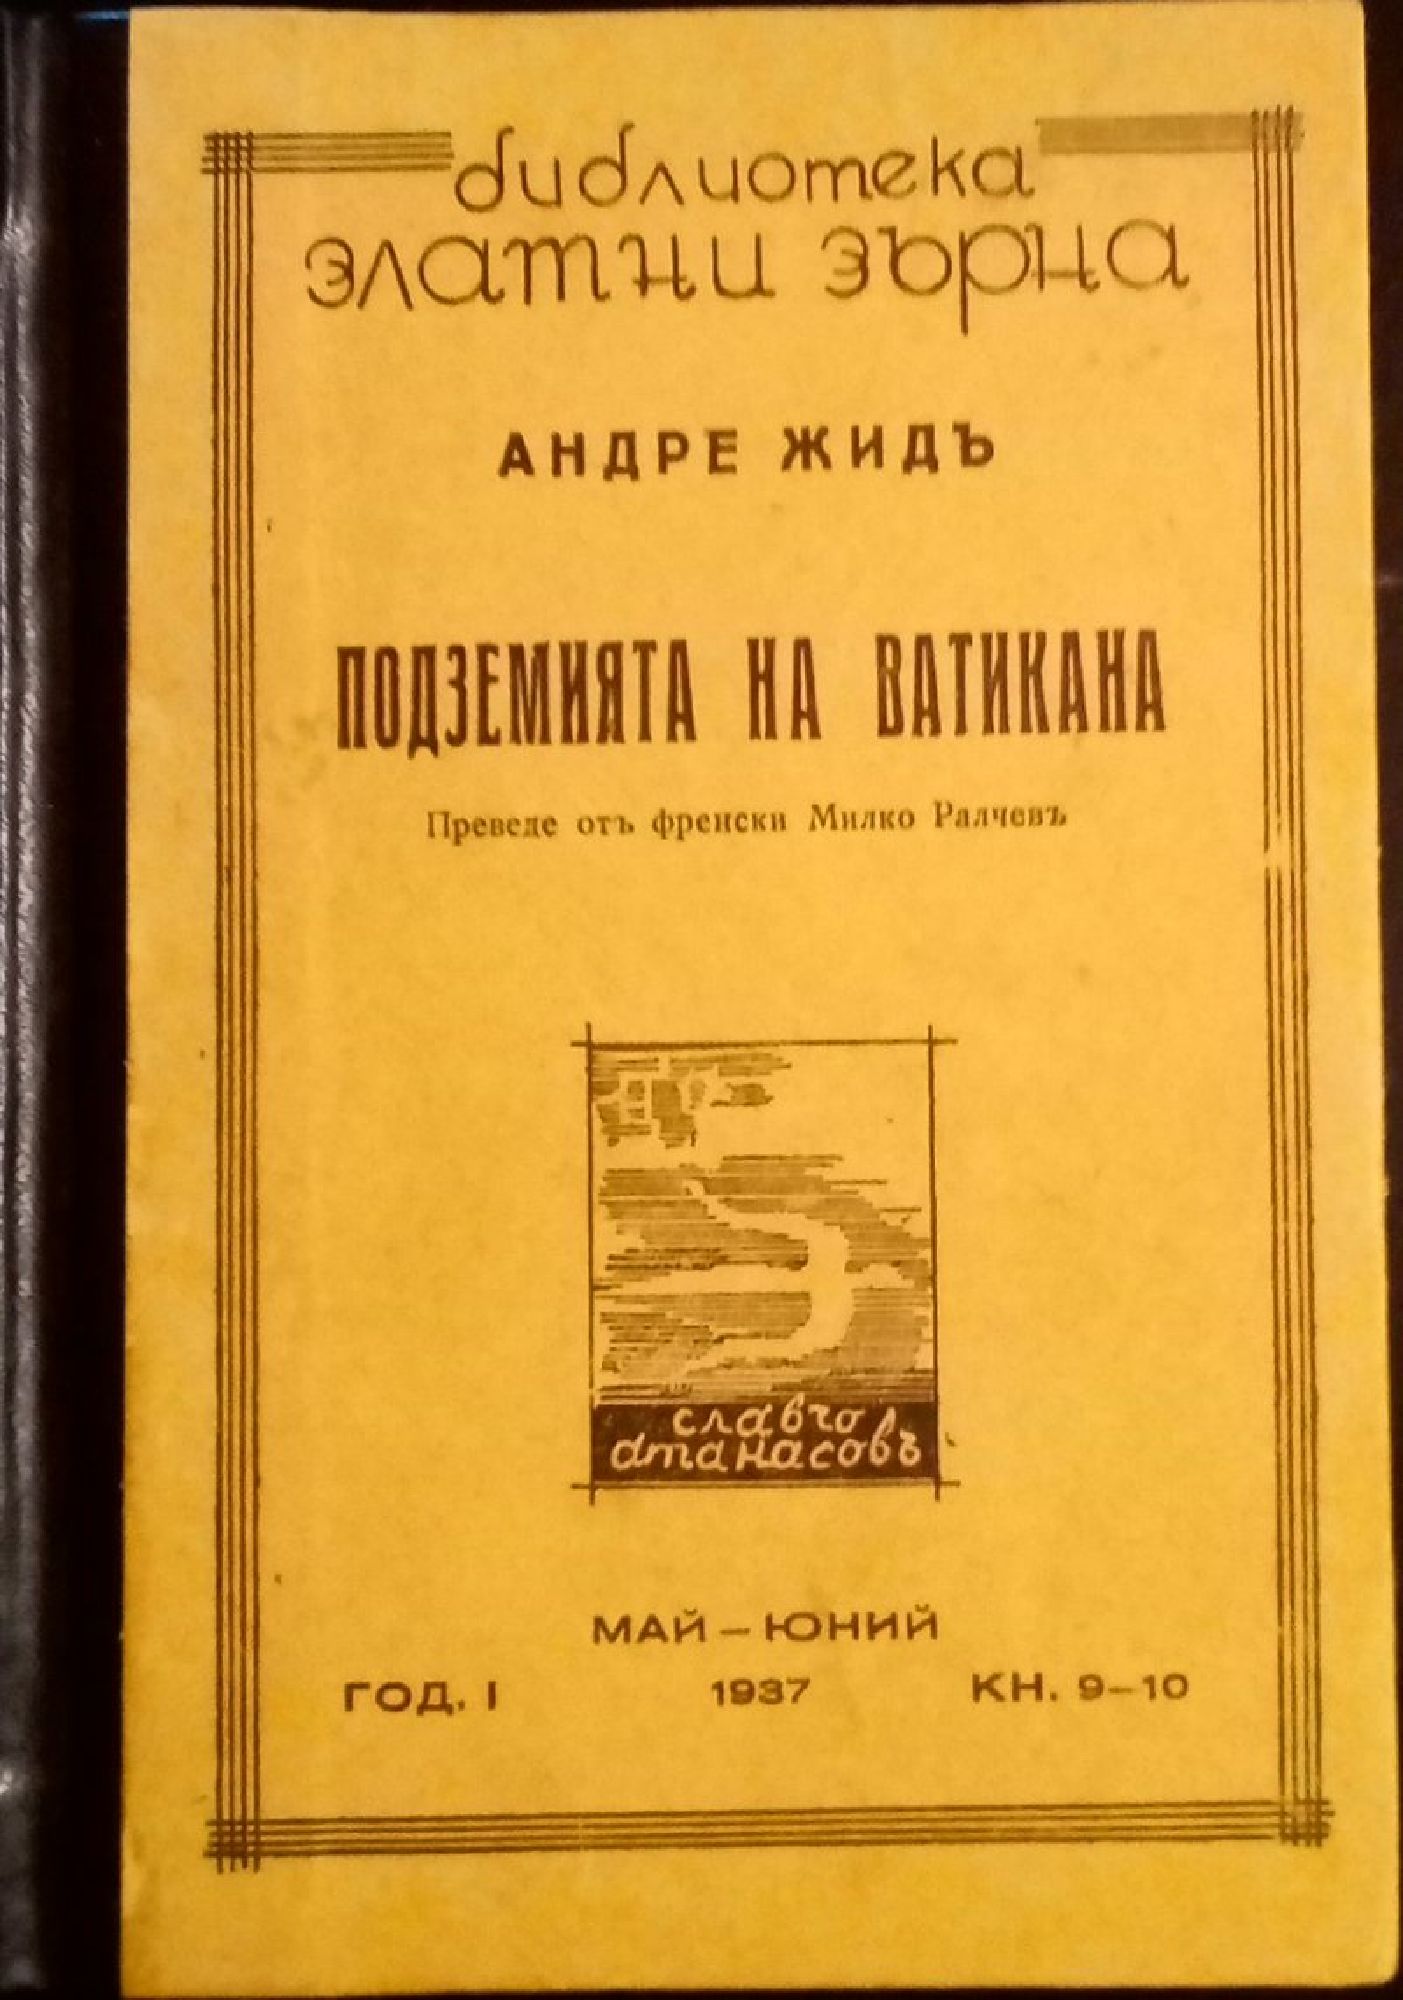 библиотека
златни зърна
АНДРЕ ЖИДЪ
ПОДЗЕМИЯТА НА ВАТИКАНА
Преведе отъ френски Милко Ралчевъ
славчо
атанасовъ
МАЙ – ЮНИЙ
ГОД. I 1937 КН. 9–10